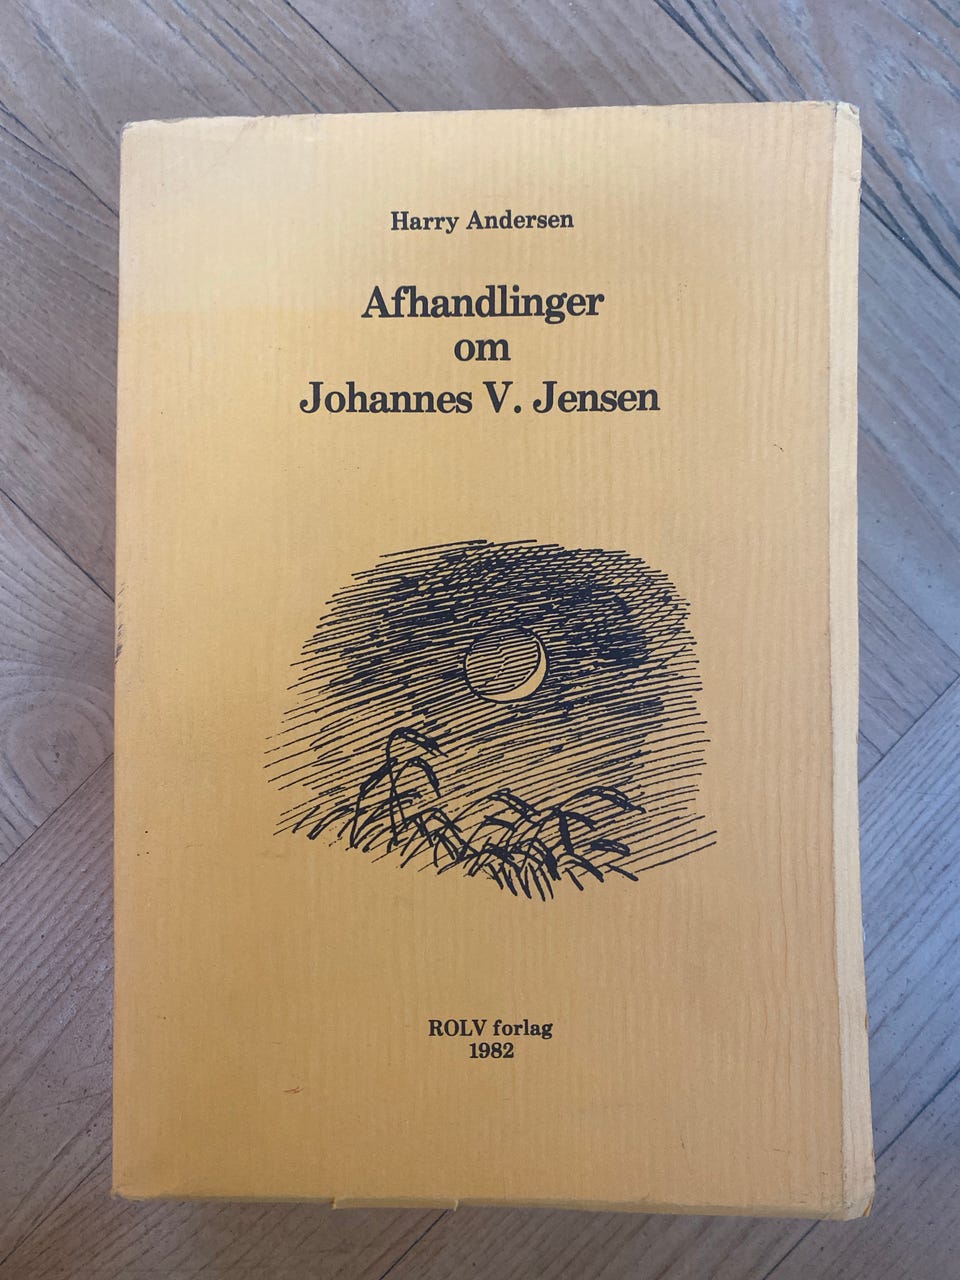 Harry Andersen
Afhandlinger
om
Johannes V. Jensen
ROLV forlag
1982